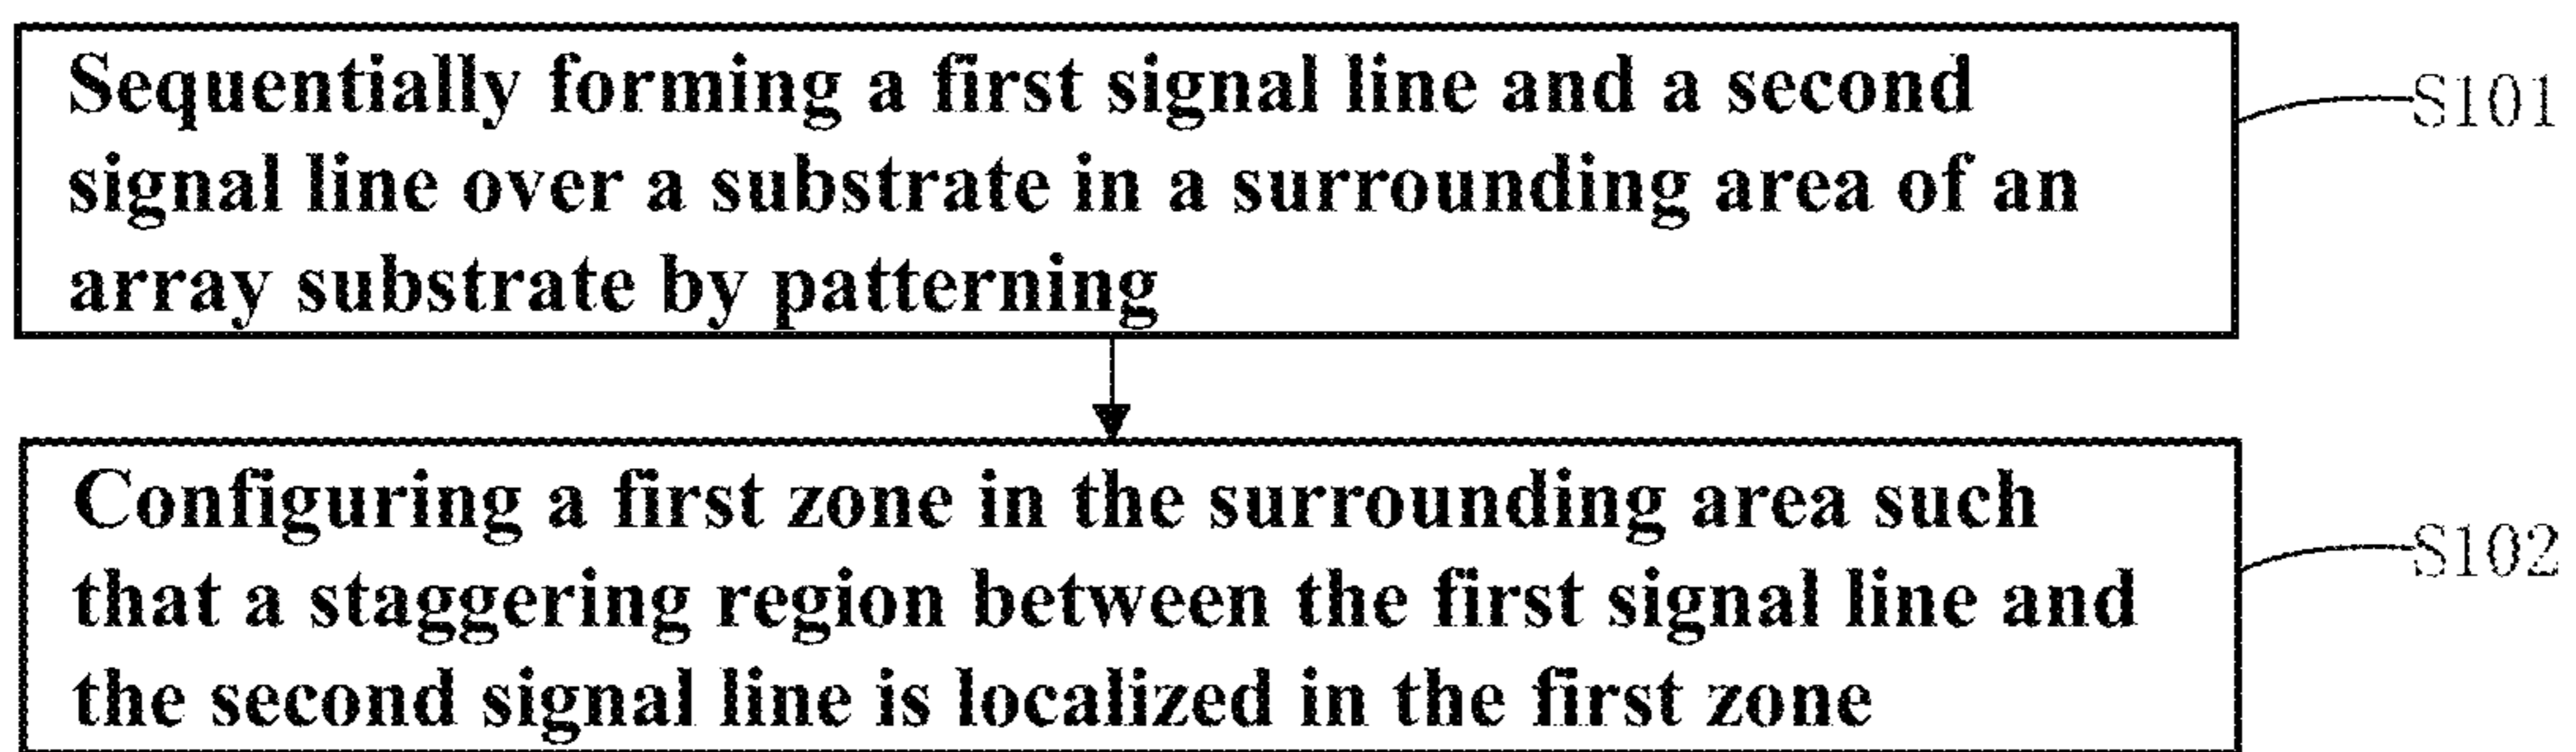 Sequentially forming a first signal line and a second
signal line over a substrate in a surrounding area of an
array substrate by patterning
S101
Configuring a first zone in the surrounding area such
that a staggering region between the first signal line and
the second signal line is localized in the first zone
S102